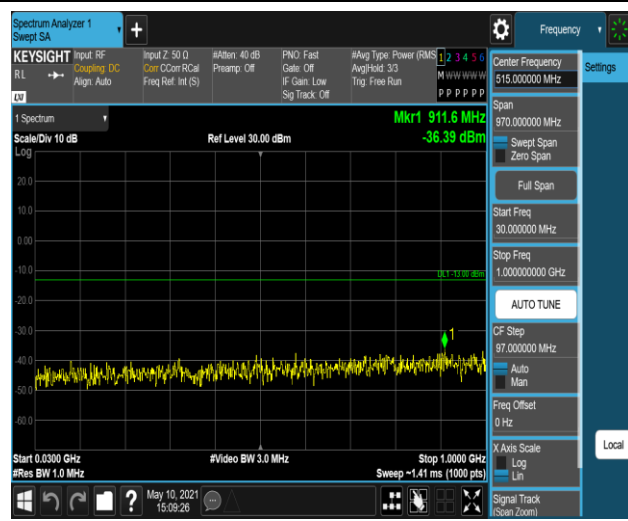 Spectrum Analyzer 1
Swept SA
+
Frequency
KEYSIGHT
RL
LXI
Input: RF
Coupling: DC
Align: Auto
Input Z: 50 Ω
Corr CCorr RCal
Freq Ref: Int (S)
#Atten: 40 dB
Preamp: Off
PNO: Fast
Gate: Off
IF Gain: Low
Sig Track: Off
#Avg Type: Power (RMS
Avg|Hold: 3/3
Trig: Free Run
1 2 3 4 5 6
M W W W W W
P P P P P P
1 Spectrum
Scale/Div 10 dB
Log
Ref Level 30.00 dBm
Mkr1 911.6 MHz
-36.39 dBm
20.0
10.0
0.00
-10.0
-20.0
-30.0
-40.0
-50.0
-60.0
DL1 -13.00 dBm
1
Start 0.0300 GHz
#Res BW 1.0 MHz
#Video BW 3.0 MHz
Stop 1.0000 GHz
Sweep ~1.41 ms (1000 pts)
?
May 10, 2021
15:09:26
Center Frequency
515.000000 MHz
Span
970.000000 MHz
Swept Span
Zero Span
Full Span
Start Freq
30.000000 MHz
Stop Freq
1.000000000 GHz
AUTO TUNE
CF Step
97.000000 MHz
Auto
Man
Freq Offset
0 Hz
X Axis Scale
Log
Lin
Signal Track
(Span Zoom)
Settings
Local